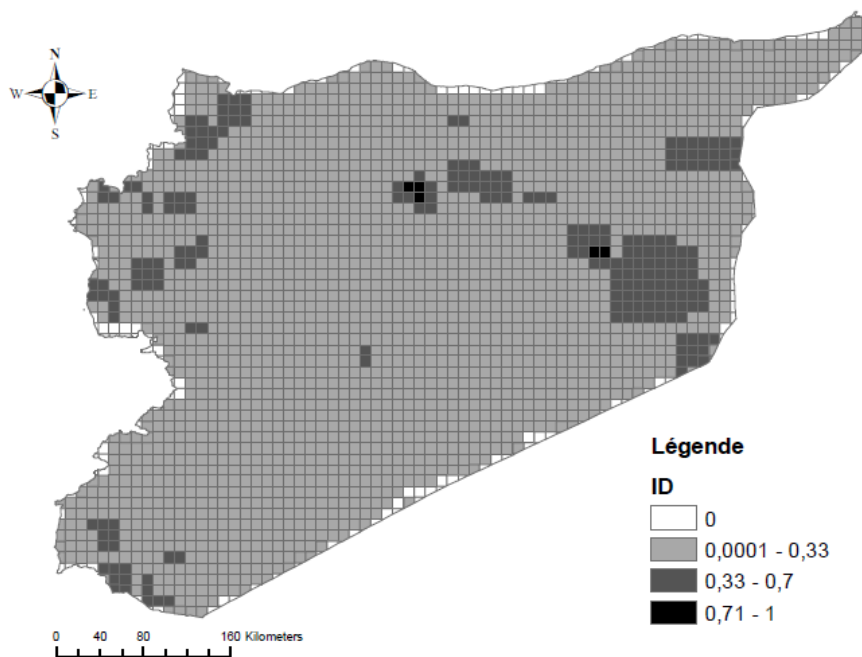 N
W E
S
Légende
ID
0
0,0001 - 0,33
0,33 - 0,7
0,71 - 1
0 40 80 160 Kilometers